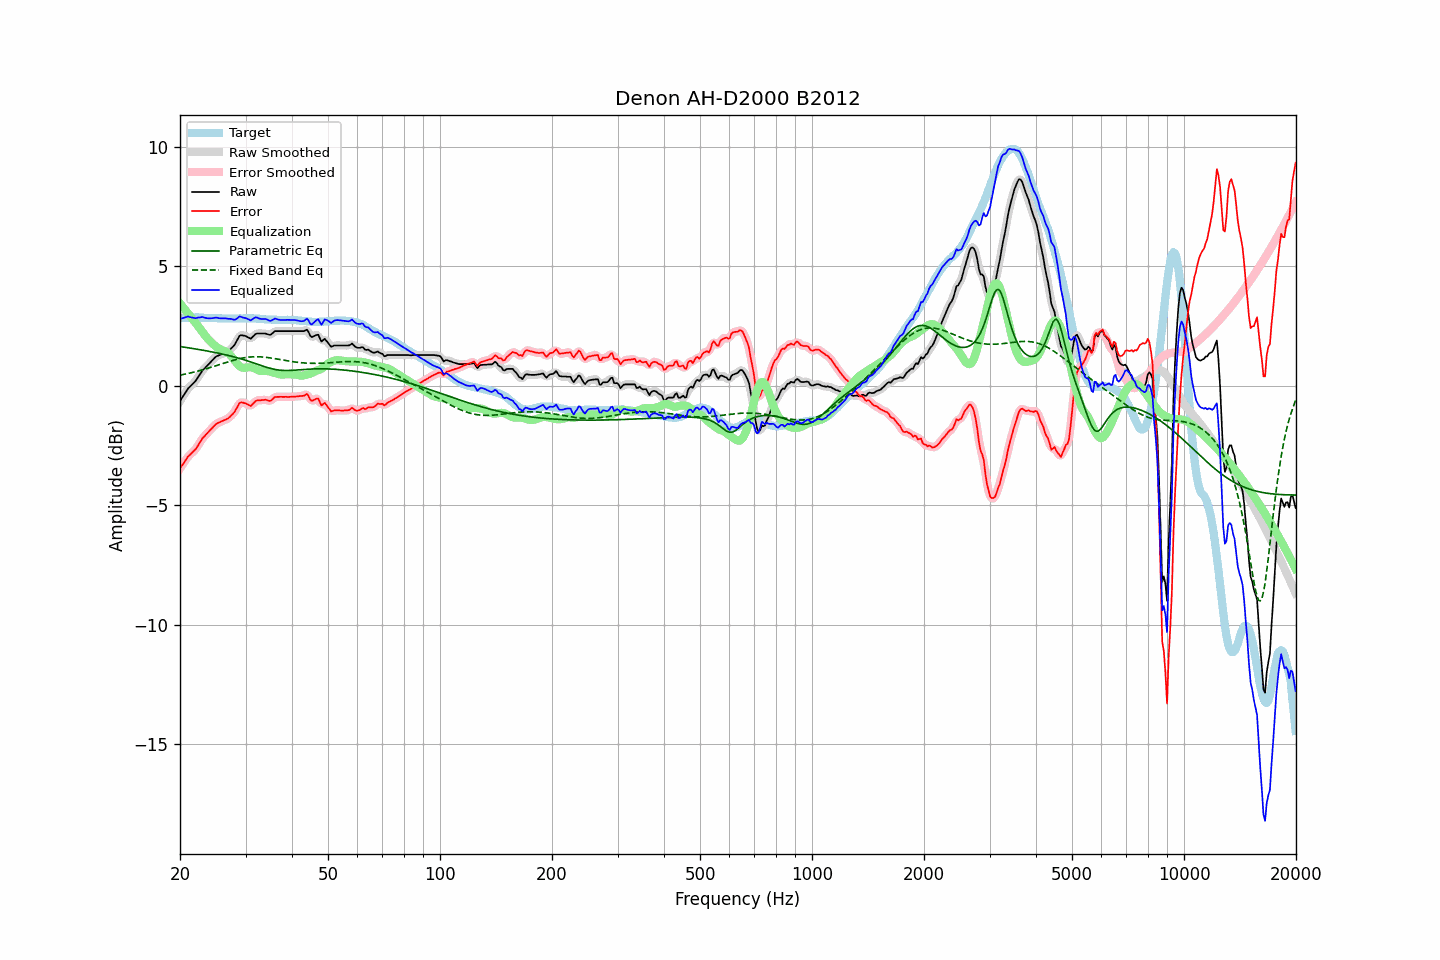 Denon AH-D2000 B2012
Target
Raw Smoothed
Error Smoothed
Raw
Error
Equalization
Parametric Eq
Fixed Band Eq
Equalized
Amplitude (dBr)
10
5
0
−5
−10
−15
20 50 100 200 500 1000 2000 5000 10000 20000
Frequency (Hz)